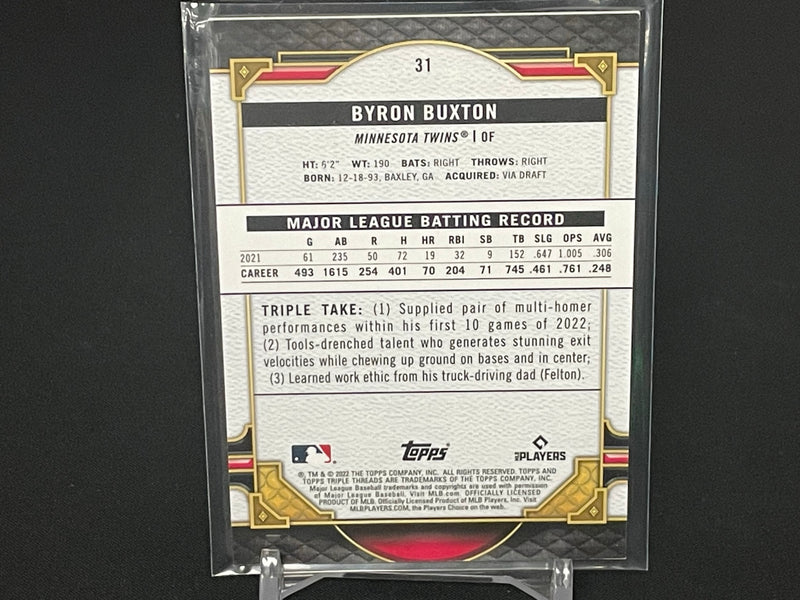 31
BYRON BUXTON
MINNESOTA TWINS® | OF
HT: 6'2" WT: 190 BATS: RIGHT THROWS: RIGHT
BORN: 12-18-93, BAXLEY, GA ACQUIRED: VIA DRAFT
MAJOR LEAGUE BATTING RECORD
G AB R H HR RBI SB TB SLG OPS AVG
2021 61 235 50 72 19 32 9 152 .647 1.005 .306
CAREER 493 1615 254 401 70 204 71 745 .461 .761 .248
TRIPLE TAKE: (1) Supplied pair of multi-homer
performances within his first 10 games of 2022;
(2) Tools-drenched talent who generates stunning exit
velocities while chewing up ground on bases and in center;
(3) Learned work ethic from his truck-driving dad (Felton).
Topps®
MLB PLAYERS
®, TM & © 2022 THE TOPPS COMPANY, INC. ALL RIGHTS RESERVED. TOPPS AND
TOPPS TRIPLE THREADS ARE TRADEMARKS OF THE TOPPS COMPANY, INC.
Major League Baseball trademarks and copyrights are used with permission
of Major League Baseball. Visit MLB.com. OFFICIALLY LICENSED
PRODUCT OF MLB. Officially Licensed Product of MLB Players, Inc. Visit
MLBPLAYERS.COM, the Players Choice on the web.